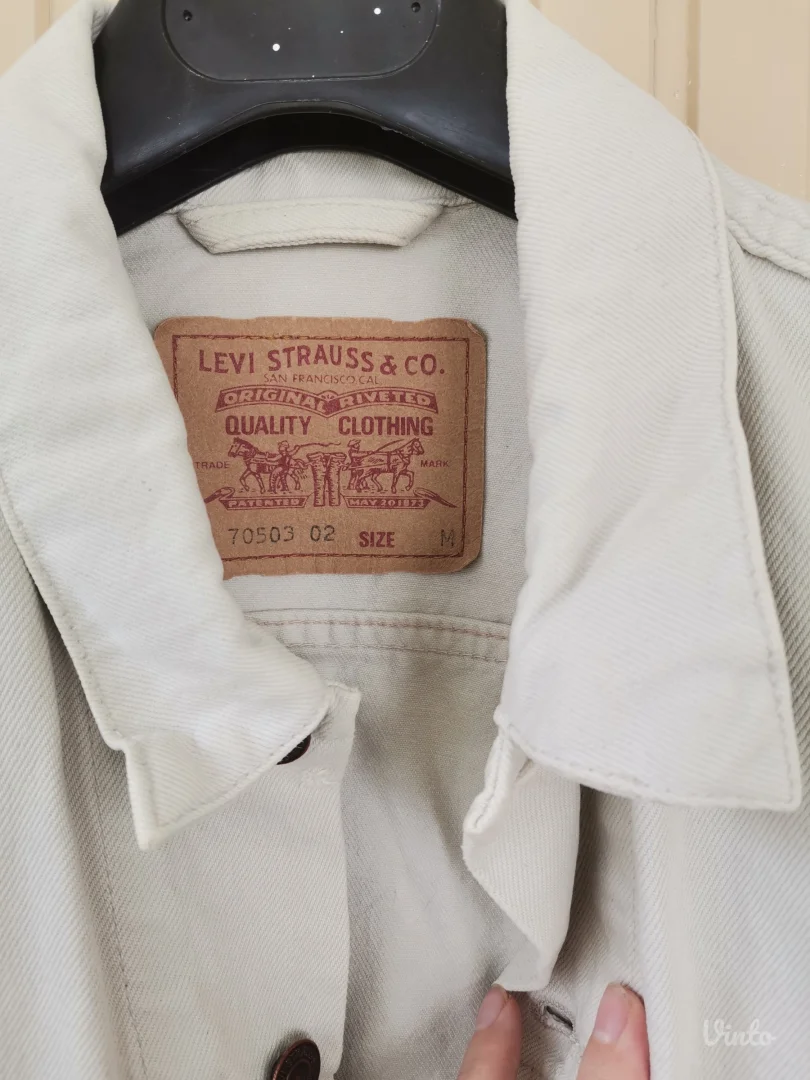 LEVI STRAUSS & CO.
SAN FRANCISCO CAL
ORIGINAL RIVETED
QUALITY CLOTHING
TRADE MARK
PATENTED MAY 20 1873
70503 02 SIZE M
Vinto